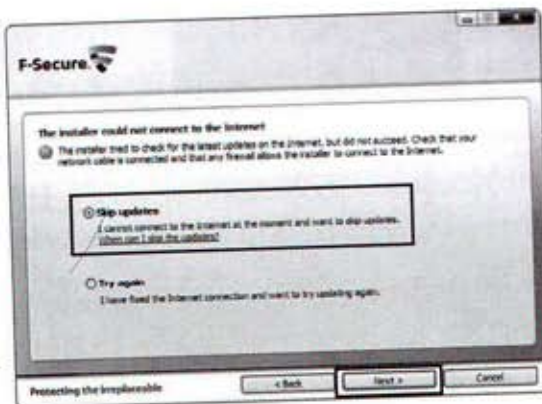 F-Secure.
The installer could not connect to the Internet
The installer tried to check for the latest updates on the Internet, but did not succeed. Check that your
network cable is connected and that any firewall allows the installer to connect to the Internet.
Skip updates
I cannot connect to the Internet at the moment and want to skip updates.
When can I skip the updates?
Try again
I have fixed the Internet connection and want to try updating again.
Protecting the irreplaceable
< Back
Next >
Cancel